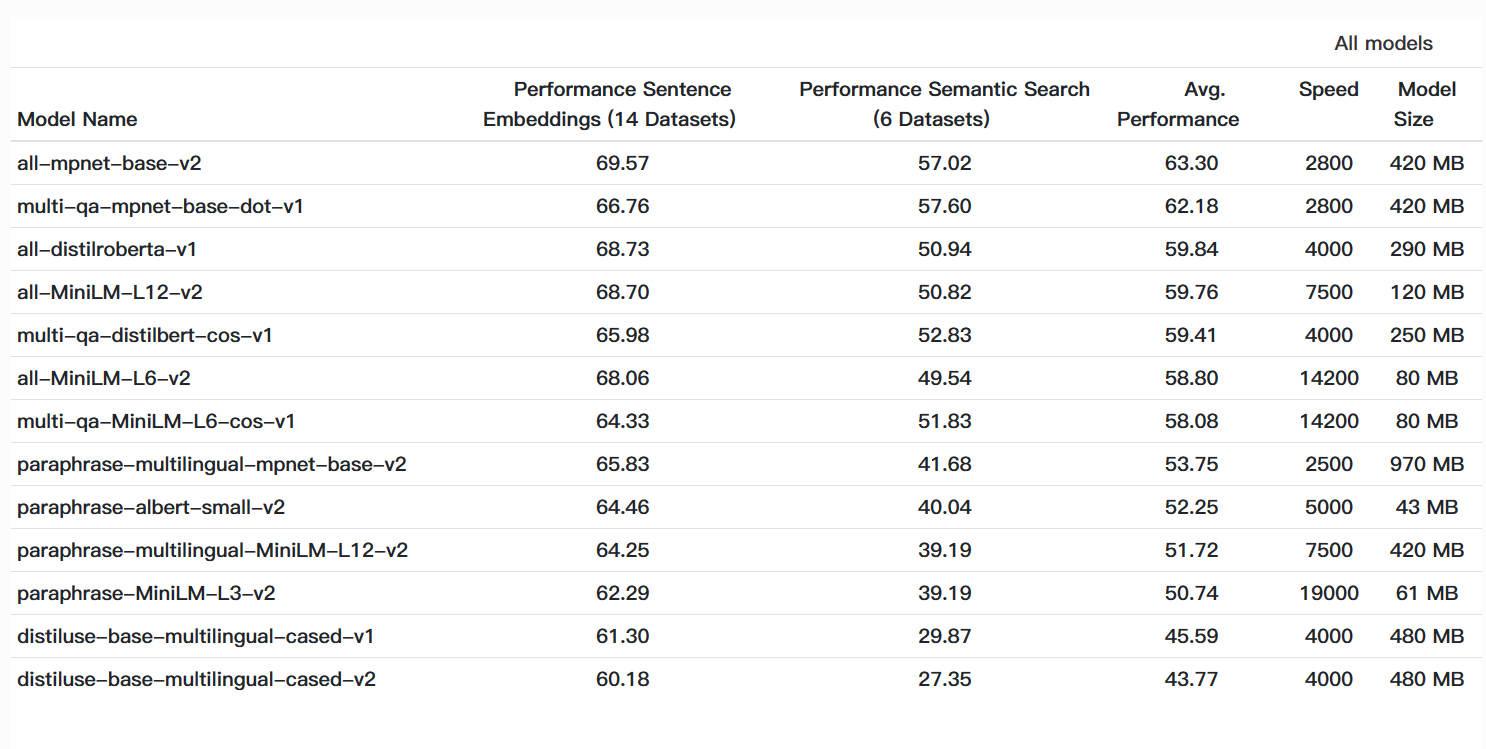 All models
Model Name Performance Sentence Embeddings (14 Datasets) Performance Semantic Search (6 Datasets) Avg. Performance Speed Model Size
all-mpnet-base-v2 69.57 57.02 63.30 2800 420 MB
multi-qa-mpnet-base-dot-v1 66.76 57.60 62.18 2800 420 MB
all-distilroberta-v1 68.73 50.94 59.84 4000 290 MB
all-MiniLM-L12-v2 68.70 50.82 59.76 7500 120 MB
multi-qa-distilbert-cos-v1 65.98 52.83 59.41 4000 250 MB
all-MiniLM-L6-v2 68.06 49.54 58.80 14200 80 MB
multi-qa-MiniLM-L6-cos-v1 64.33 51.83 58.08 14200 80 MB
paraphrase-multilingual-mpnet-base-v2 65.83 41.68 53.75 2500 970 MB
paraphrase-albert-small-v2 64.46 40.04 52.25 5000 43 MB
paraphrase-multilingual-MiniLM-L12-v2 64.25 39.19 51.72 7500 420 MB
paraphrase-MiniLM-L3-v2 62.29 39.19 50.74 19000 61 MB
distiluse-base-multilingual-cased-v1 61.30 29.87 45.59 4000 480 MB
distiluse-base-multilingual-cased-v2 60.18 27.35 43.77 4000 480 MB